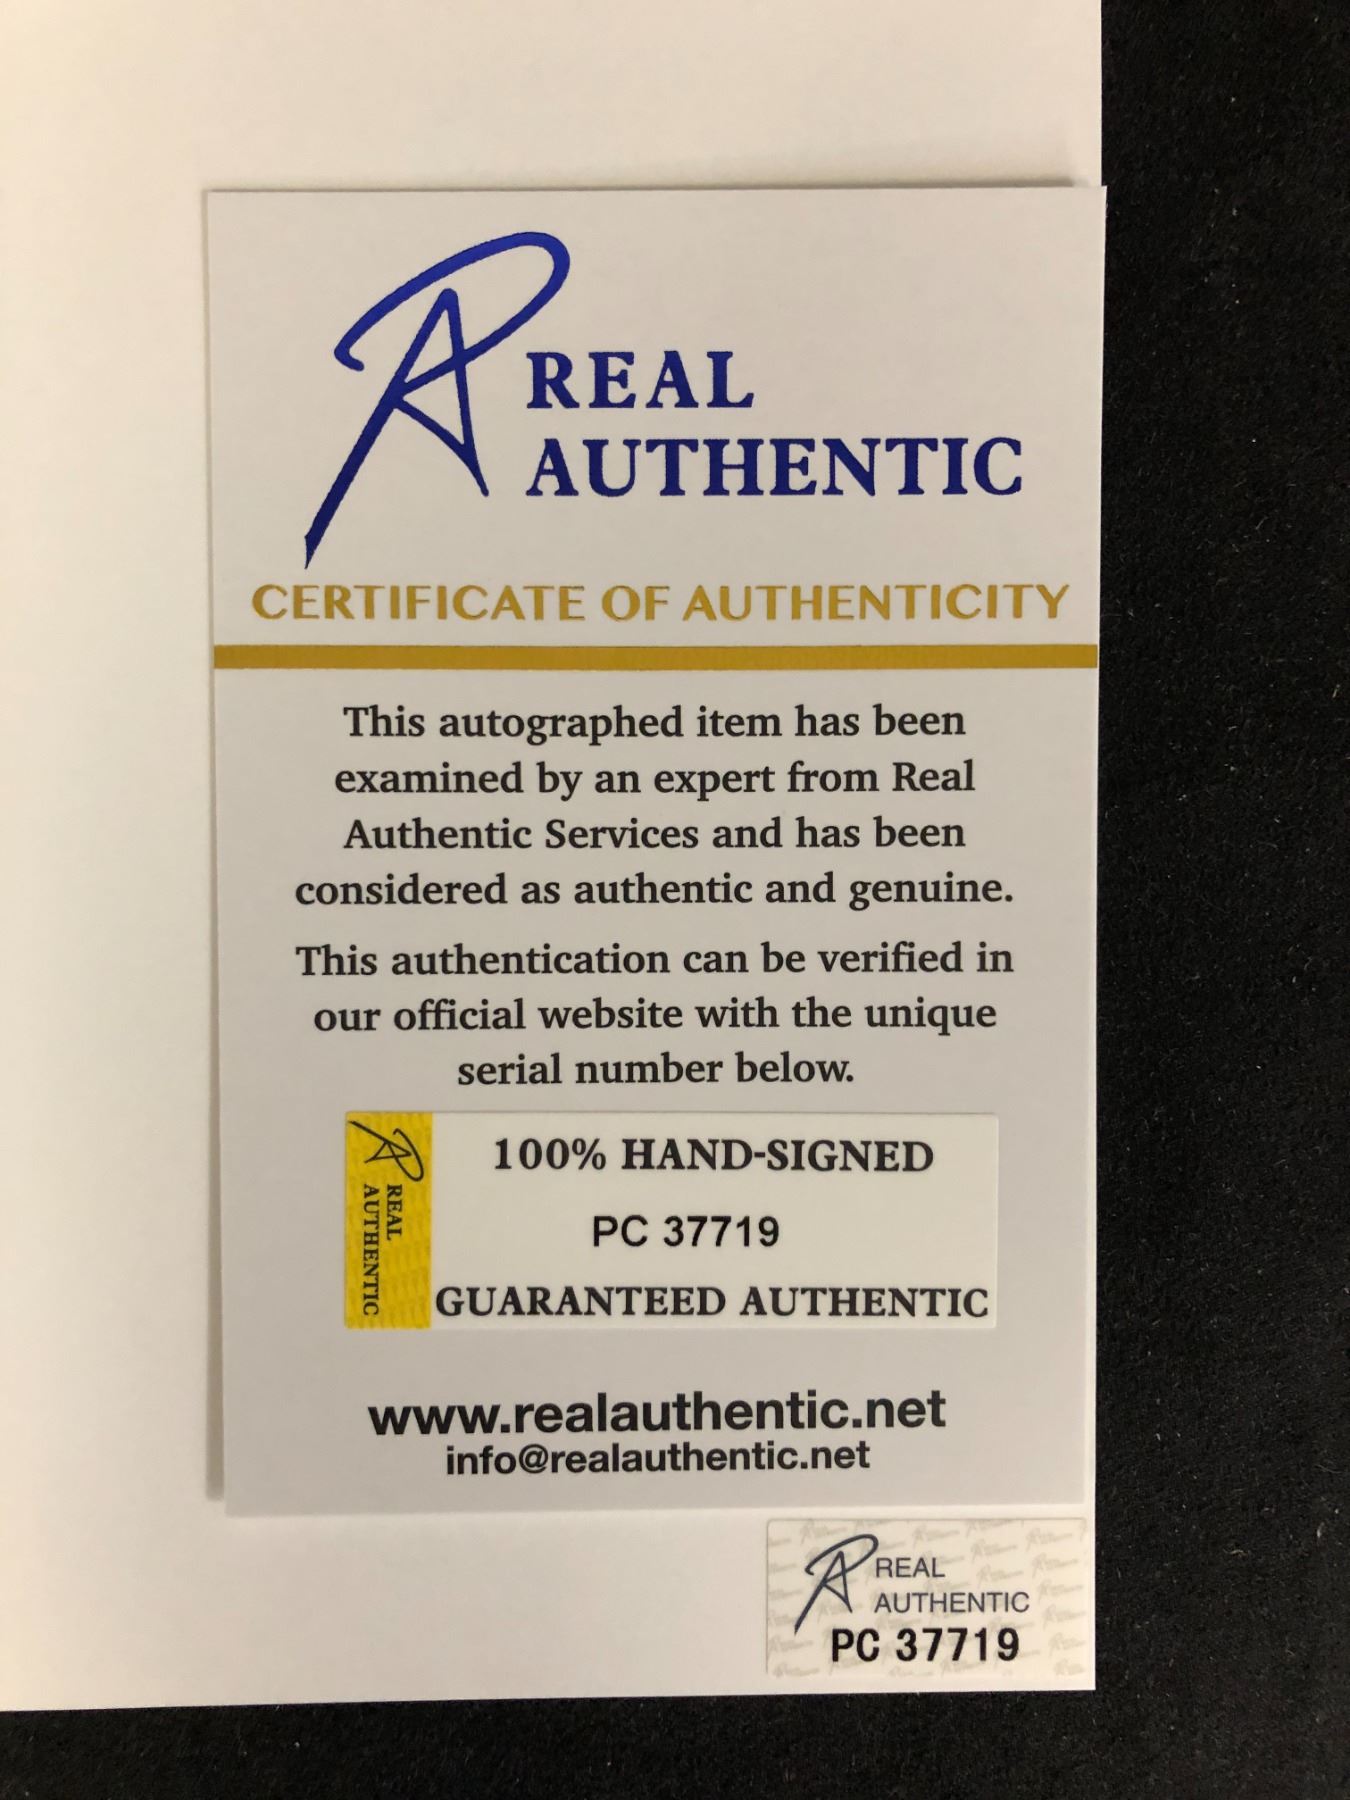 REAL
AUTHENTIC
CERTIFICATE OF AUTHENTICITY
This autographed item has been
examined by an expert from Real
Authentic Services and has been
considered as authentic and genuine.
This authentication can be verified in
our official website with the unique
serial number below.
REAL
AUTHENTIC
100% HAND-SIGNED
PC 37719
GUARANTEED AUTHENTIC
www.realauthentic.net
info@realauthentic.net
REAL
AUTHENTIC
PC 37719